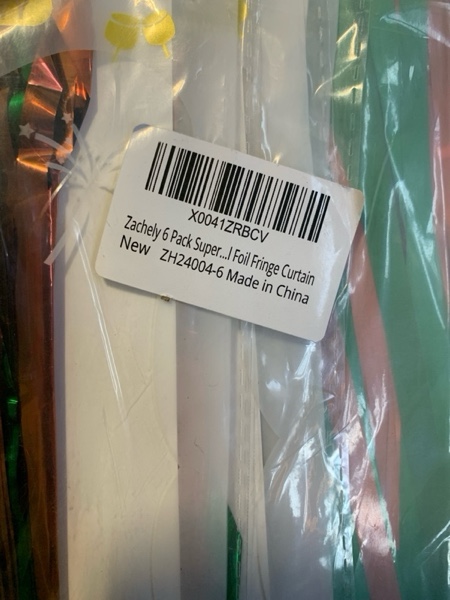 X0041ZRBCV
Zachely 6 Pack Super...l Foil Fringe Curtain
New ZH24004-6 Made in China